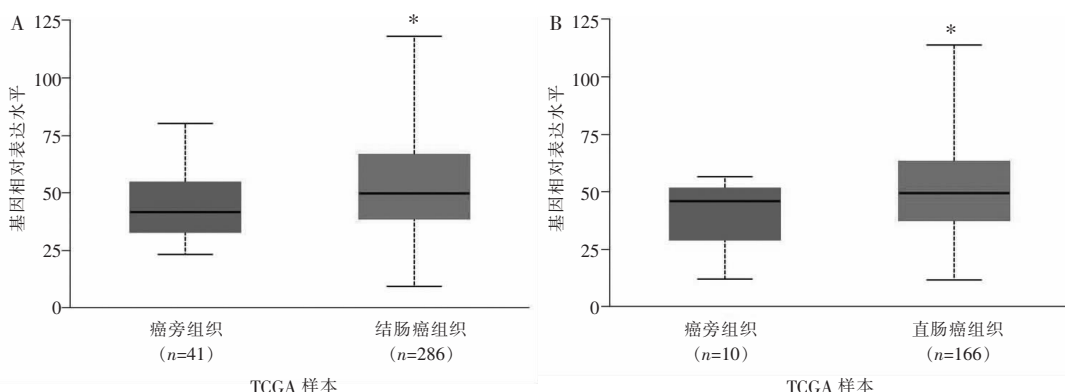 A
125
100
75
50
25
0
基因相对表达水平
*
癌旁组织
（n=41）
结肠癌组织
（n=286）
TCGA 样本
B
125
100
75
50
25
0
基因相对表达水平
*
癌旁组织
（n=10）
直肠癌组织
（n=166）
TCGA 样本